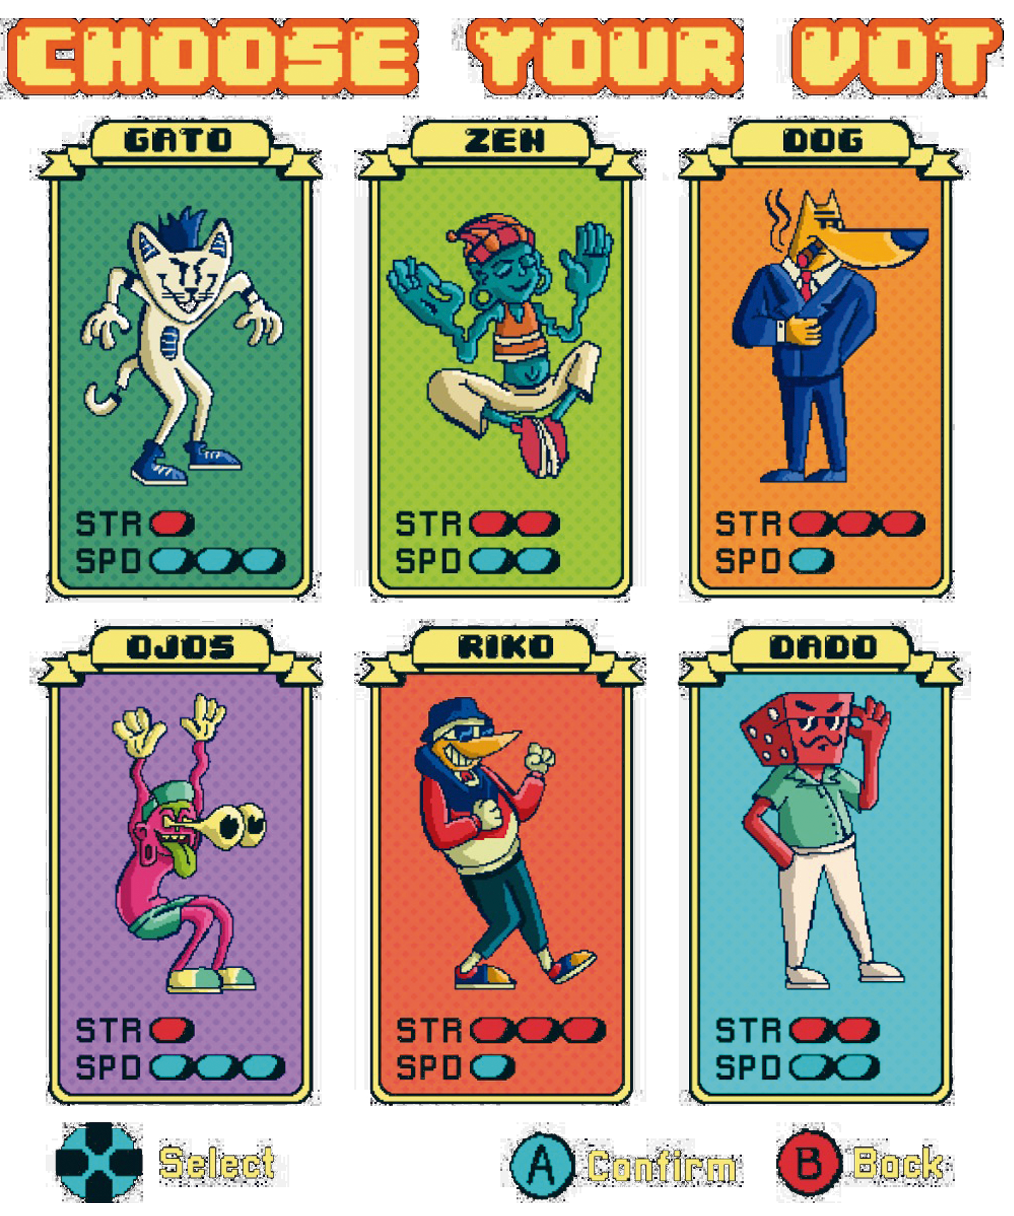 CHOOSE YOUR VOT
GATO
ZEN
DOG
STR
STR
STR
SPD
SPD
SPD
OJOS
RIKO
DADO
STR
STR
STR
SPD
SPD
SPD
Select
A Confirm
B Back